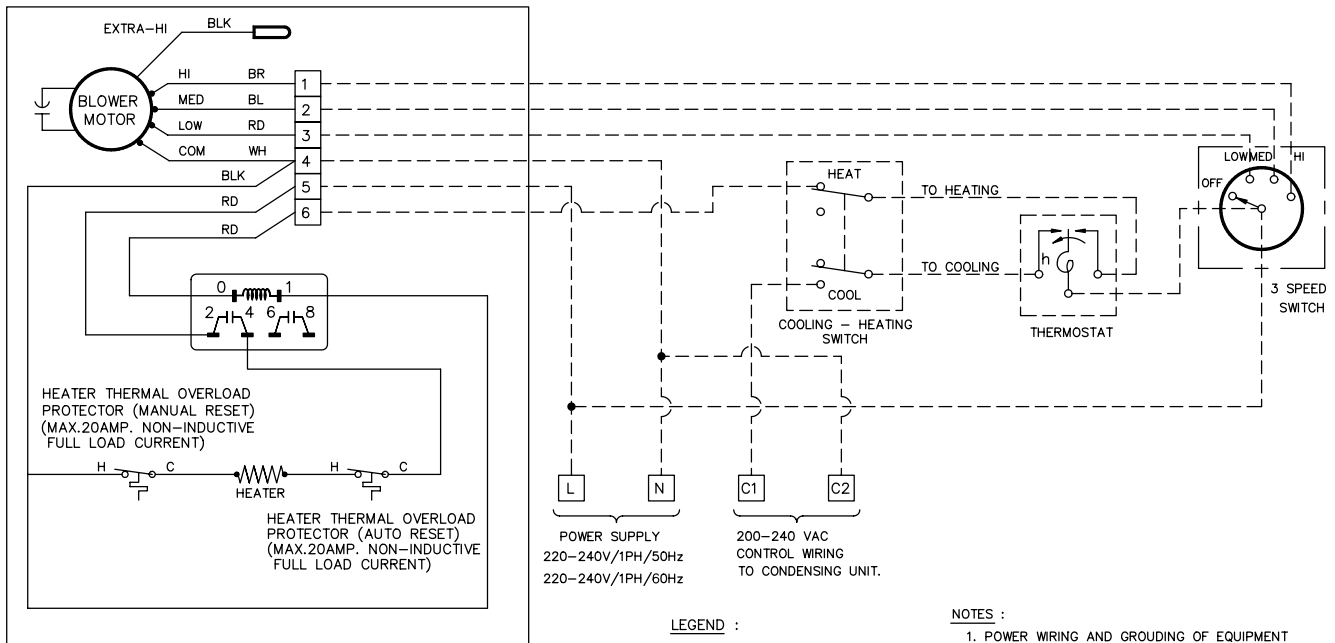 EXTRA-HI
BLK
HI
BR
1
MED
BL
2
BLOWER
MOTOR
LOW
RD
3
COM
WH
4
BLK
5
RD
6
RD
0
1
2
4
6
8
HEATER THERMAL OVERLOAD
PROTECTOR (MANUAL RESET)
(MAX.20AMP. NON-INDUCTIVE
FULL LOAD CURRENT)
H
C
HEATER
H
C
HEATER THERMAL OVERLOAD
PROTECTOR (AUTO RESET)
(MAX.20AMP. NON-INDUCTIVE
FULL LOAD CURRENT)
HEAT
COOL
COOLING - HEATING
SWITCH
TO HEATING
TO COOLING
h
THERMOSTAT
LOW
MED
HI
OFF
3 SPEED
SWITCH
L
N
C1
C2
POWER SUPPLY
220-240V/1PH/50Hz
220-240V/1PH/60Hz
200-240 VAC
CONTROL WIRING
TO CONDENSING UNIT.
LEGEND :
NOTES :
1. POWER WIRING AND GROUDING OF EQUIPMENT